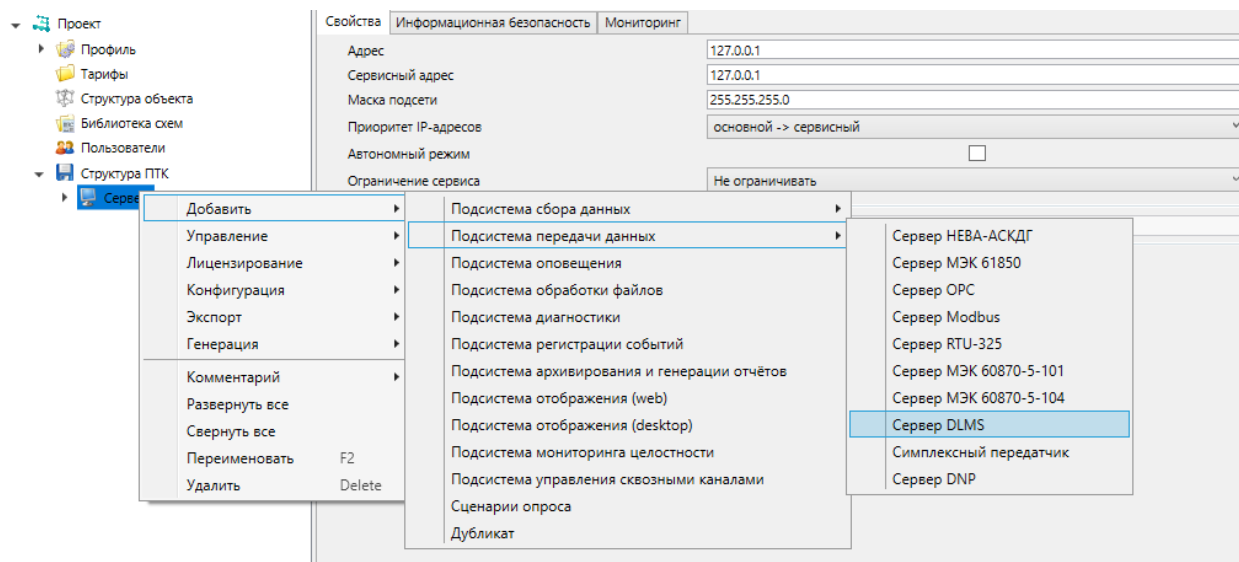 Проект
Профиль
Тарифы
Структура объекта
Библиотека схем
Пользователи
Структура ПТК
Свойства Информационная безопасность Мониторинг
Адрес 127.0.0.1
Сервисный адрес 127.0.0.1
Маска подсети 255.255.255.0
Приоритет IP-адресов основной -> сервисный
Автономный режим
Ограничение сервиса Не ограничивать
Добавить
Управление
Лицензирование
Конфигурация
Экспорт
Генерация
Комментарий
Развернуть все
Свернуть все
Переименовать F2
Удалить Delete
Подсистема сбора данных
Подсистема передачи данных
Подсистема оповещения
Подсистема обработки файлов
Подсистема диагностики
Подсистема регистрации событий
Подсистема архивирования и генерации отчётов
Подсистема отображения (web)
Подсистема отображения (desktop)
Подсистема мониторинга целостности
Подсистема управления сквозными каналами
Сценарии опроса
Дубликат
Сервер НЕВА-АСКДГ
Сервер МЭК 61850
Сервер OPC
Сервер Modbus
Сервер RTU-325
Сервер МЭК 60870-5-101
Сервер МЭК 60870-5-104
Сервер DLMS
Симплексный передатчик
Сервер DNP